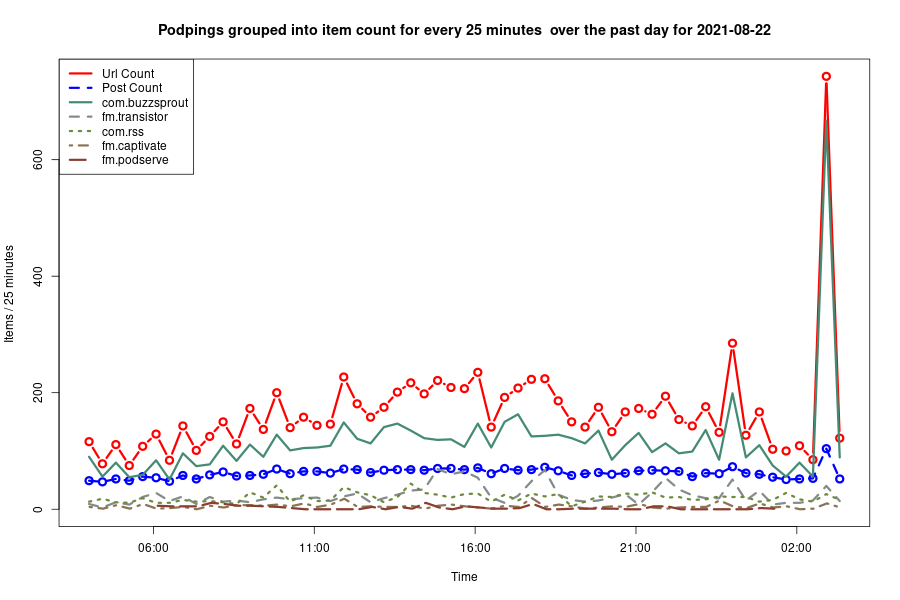 Podpings grouped into item count for every 25 minutes  over the past day for 2021-08-22
Url Count
Post Count
com.buzzsprout
fm.transistor
com.rss
fm.captivate
fm.podserve
Items / 25 minutes
600
400
200
0
06:00 11:00 16:00 21:00 02:00
Time